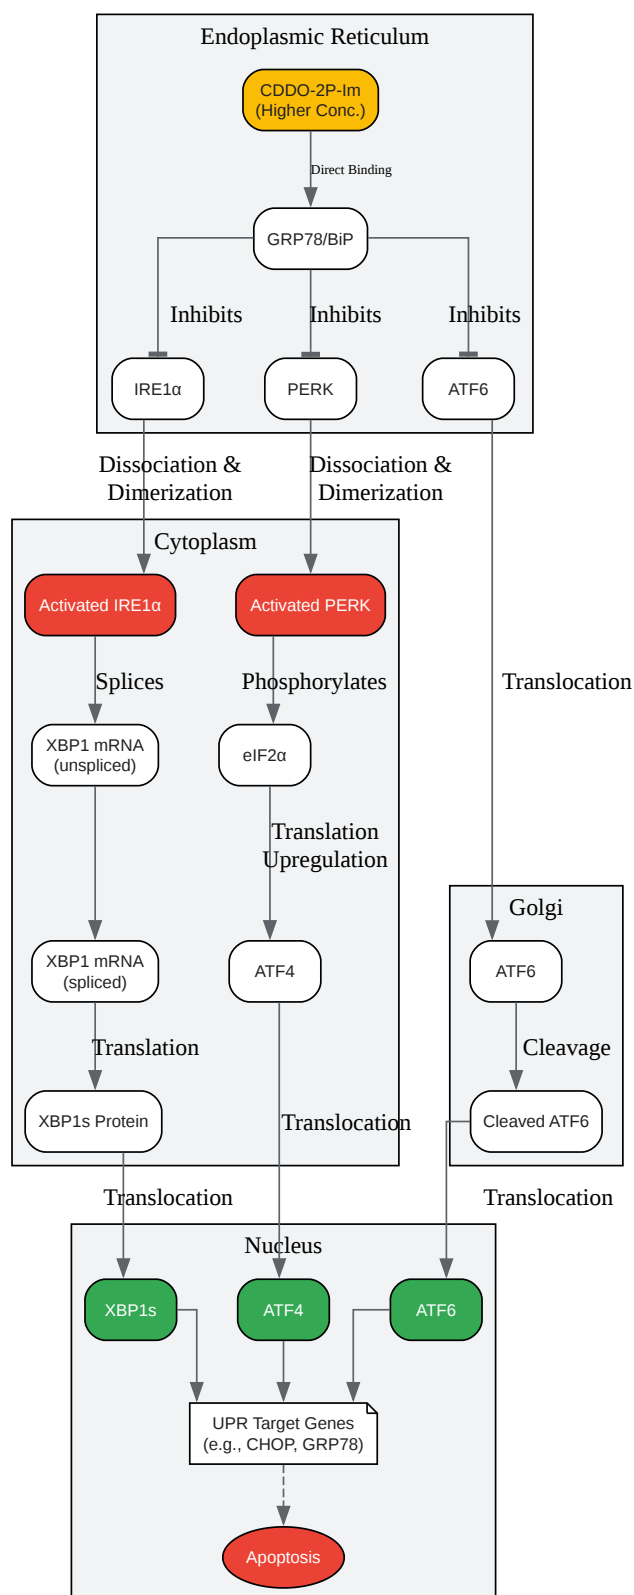 Endoplasmic Reticulum
CDDO-2P-Im
(Higher Conc.)
Direct Binding
GRP78/BiP
Inhibits
Inhibits
Inhibits
IRE1α
PERK
ATF6
Dissociation &
Dimerization
Dissociation &
Dimerization
Cytoplasm
Activated IRE1α
Activated PERK
Splices
Phosphorylates
Translocation
XBP1 mRNA
(unspliced)
eIF2α
Translation
Upregulation
Golgi
XBP1 mRNA
(spliced)
ATF4
ATF6
Translation
Cleavage
XBP1s Protein
Translocation
Cleaved ATF6
Translocation
Translocation
Nucleus
XBP1s
ATF4
ATF6
UPR Target Genes
(e.g., CHOP, GRP78)
Apoptosis